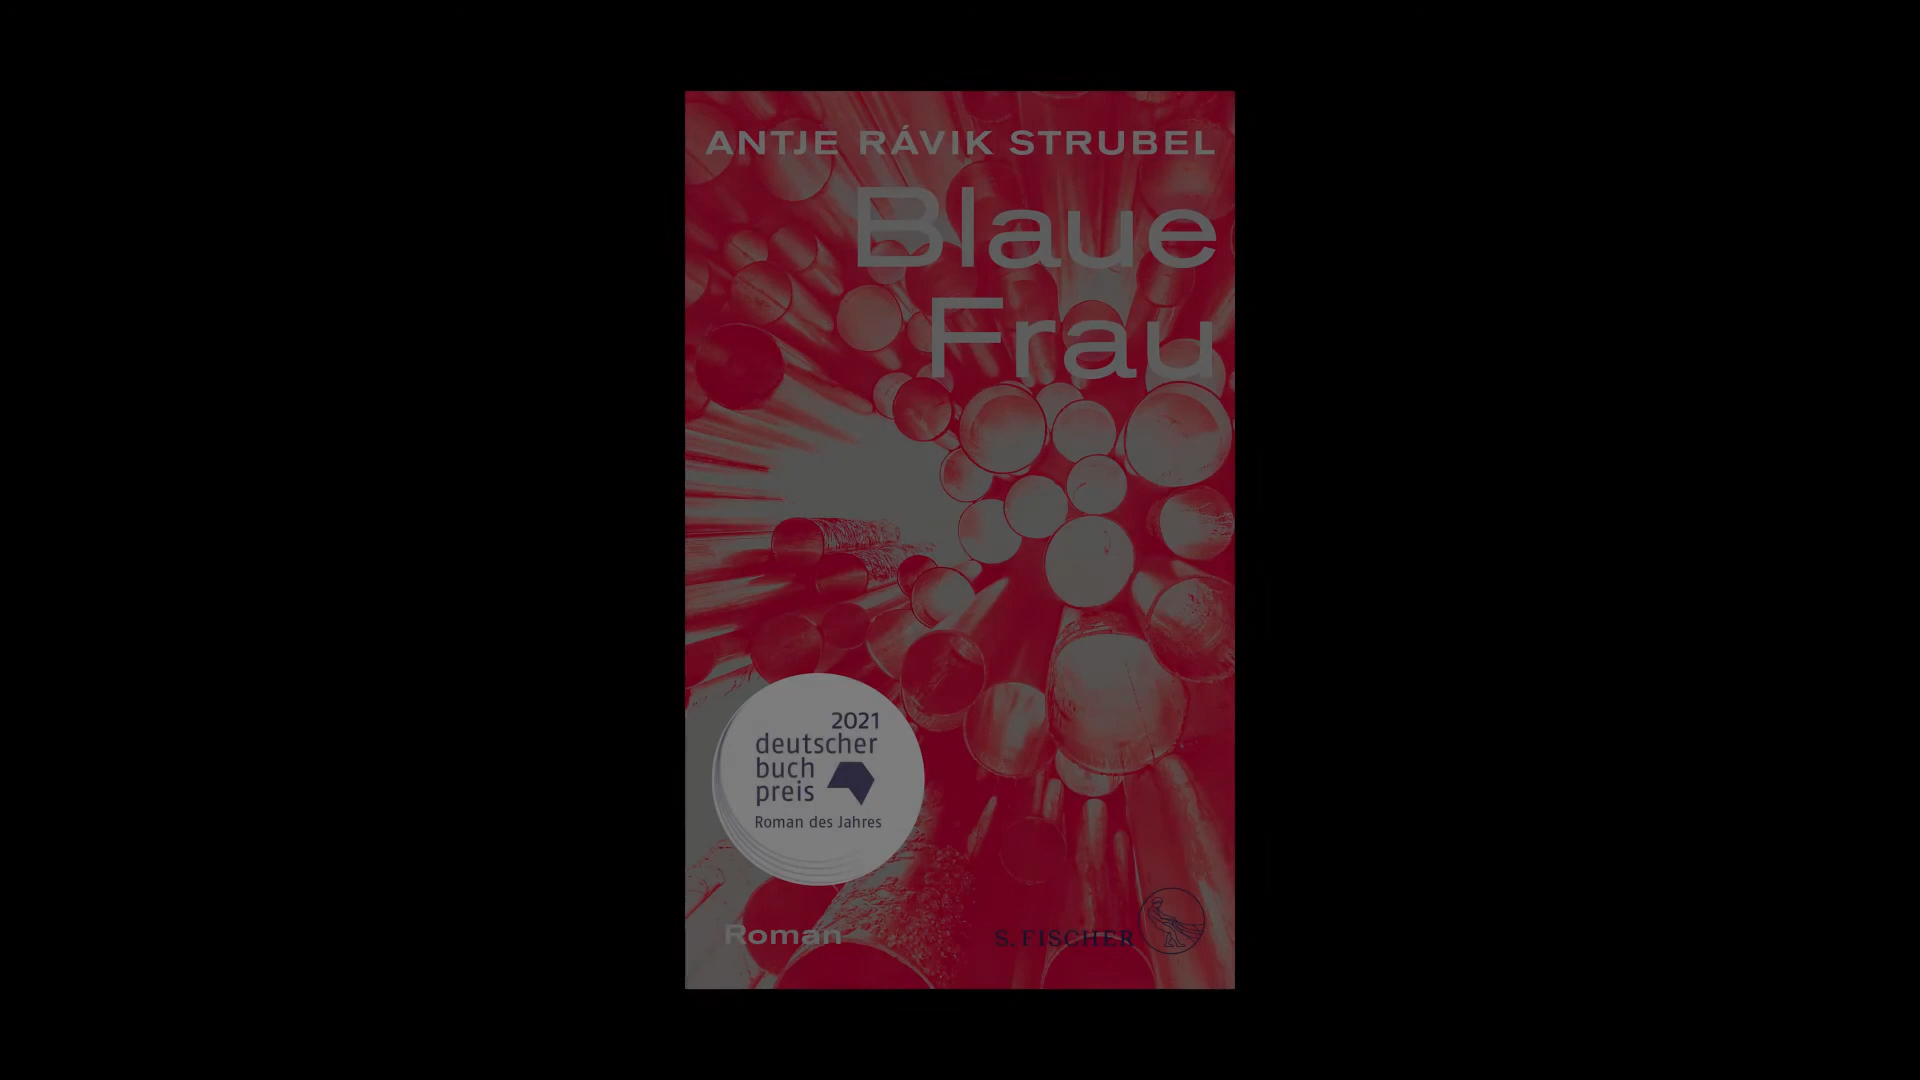 ANTJE RÁVIK STRUBEL
Blaue
Frau
2021
deutscher
buch
preis
Roman des Jahres
Roman
S. FISCHER